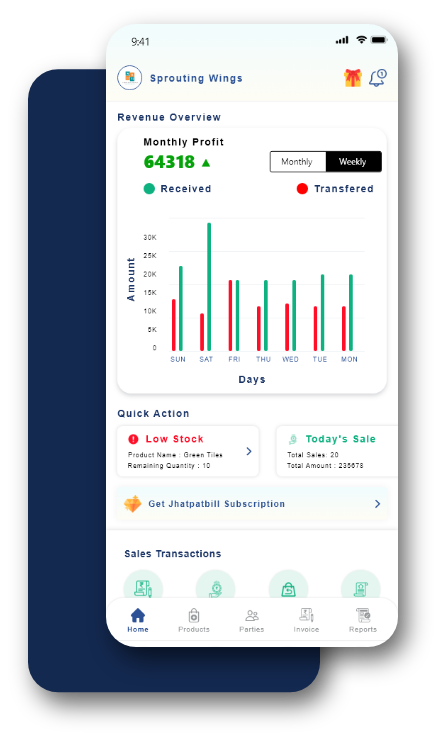 9:41
Sprouting Wings
1
Revenue Overview
Monthly Profit
64318
Monthly Weekly
Received Transfered
30K
25K
20K
15K
10K
5K
0
Amount
SUN SAT FRI THU WED TUE MON
Days
Quick Action
Low Stock
Product Name : Green Tiles
Remaining Quantity : 10
Today's Sale
Total Sales: 20
Total Amount : 235678
Get Jhatpatbill Subscription
Sales Transactions
Home Products Parties Invoice Reports